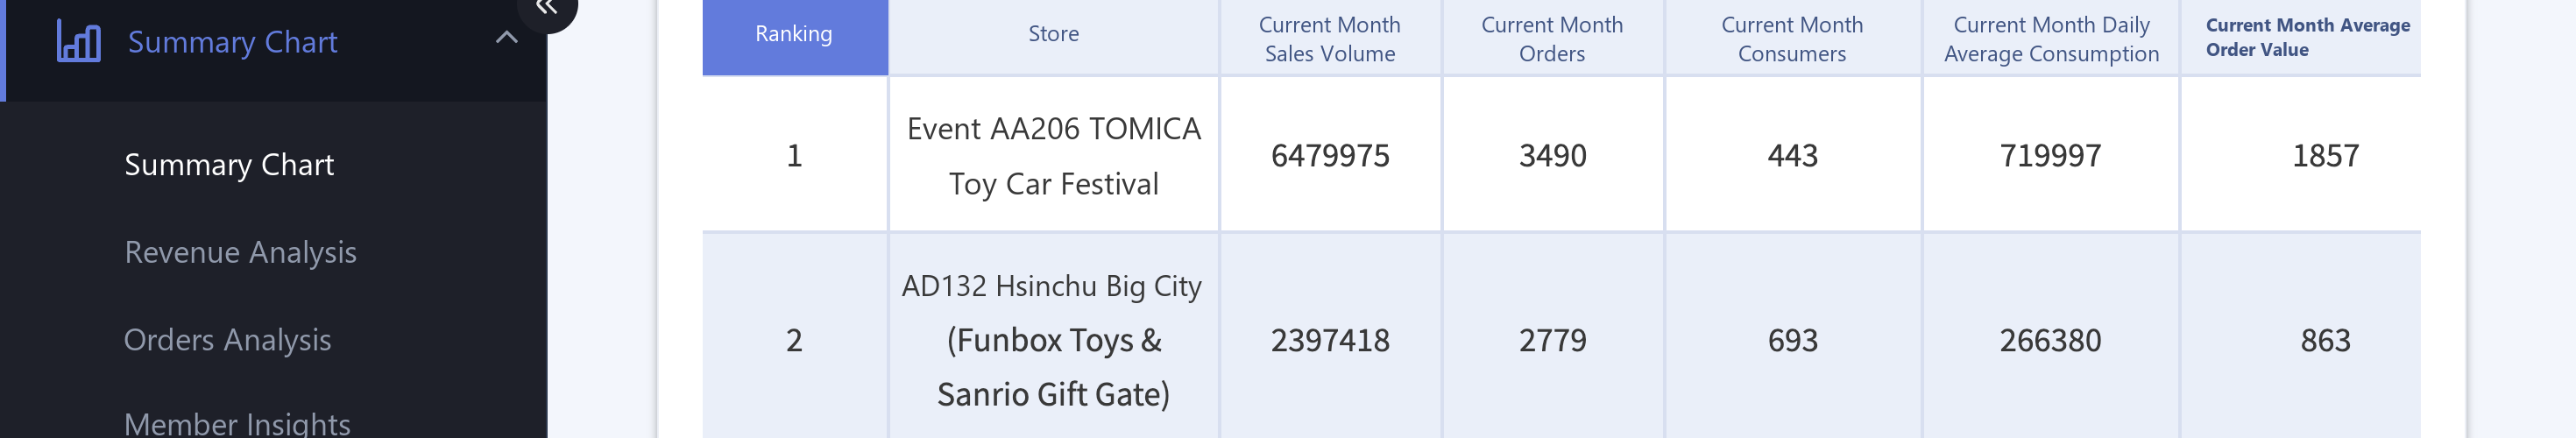 Summary Chart
Summary Chart
Revenue Analysis
Orders Analysis
Member Insights
Ranking
Store
Current Month
Sales Volume
Current Month
Orders
Current Month
Consumers
Current Month Daily
Average Consumption
Current Month Average
Order Value
1
Event AA206 TOMICA
Toy Car Festival
6479975
3490
443
719997
1857
2
AD132 Hsinchu Big City
(Funbox Toys &
Sanrio Gift Gate)
2397418
2779
693
266380
863